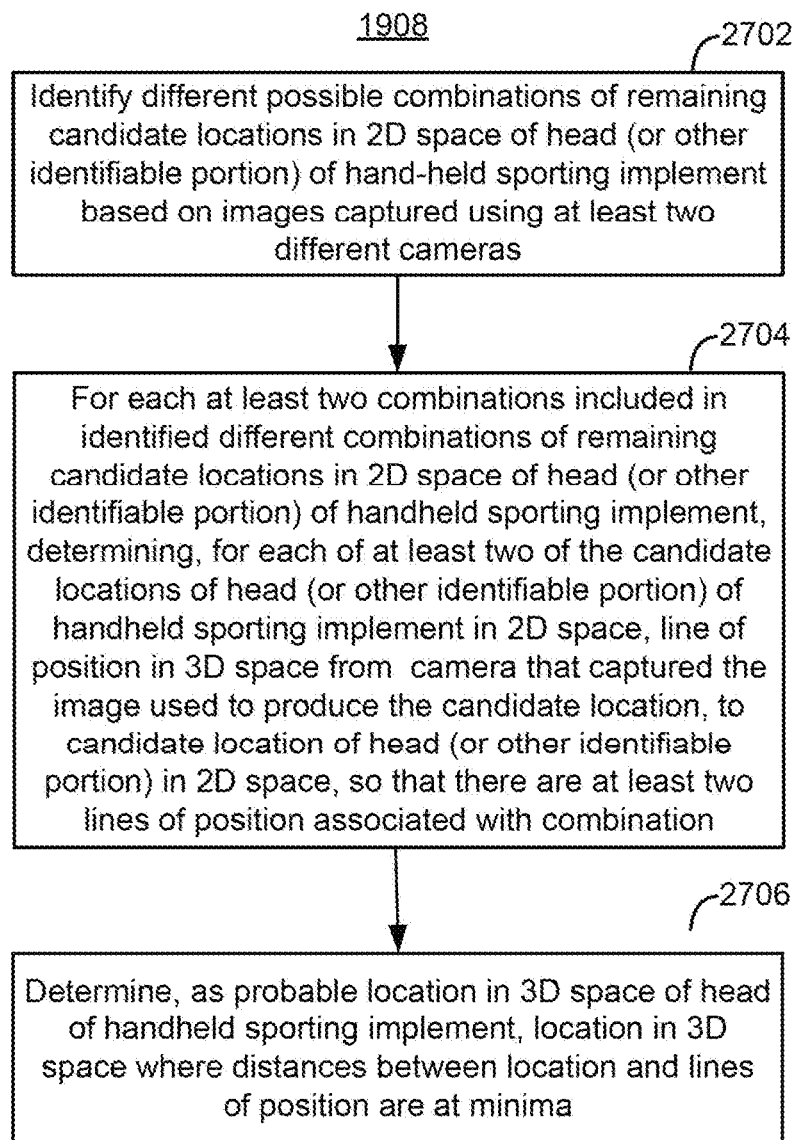 1908
2702
Identify different possible combinations of remaining
candidate locations in 2D space of head (or other
identifiable portion) of hand-held sporting implement
based on images captured using at least two
different cameras
2704
For each at least two combinations included in
identified different combinations of remaining
candidate locations in 2D space of head (or other
identifiable portion) of handheld sporting implement,
determining, for each of at least two of the candidate
locations of head (or other identifiable portion) of
handheld sporting implement in 2D space, line of
position in 3D space from camera that captured the
image used to produce the candidate location, to
candidate location of head (or other identifiable
portion) in 2D space, so that there are at least two
lines of position associated with combination
2706
Determine, as probable location in 3D space of head
of handheld sporting implement, location in 3D
space where distances between location and lines
of position are at minima